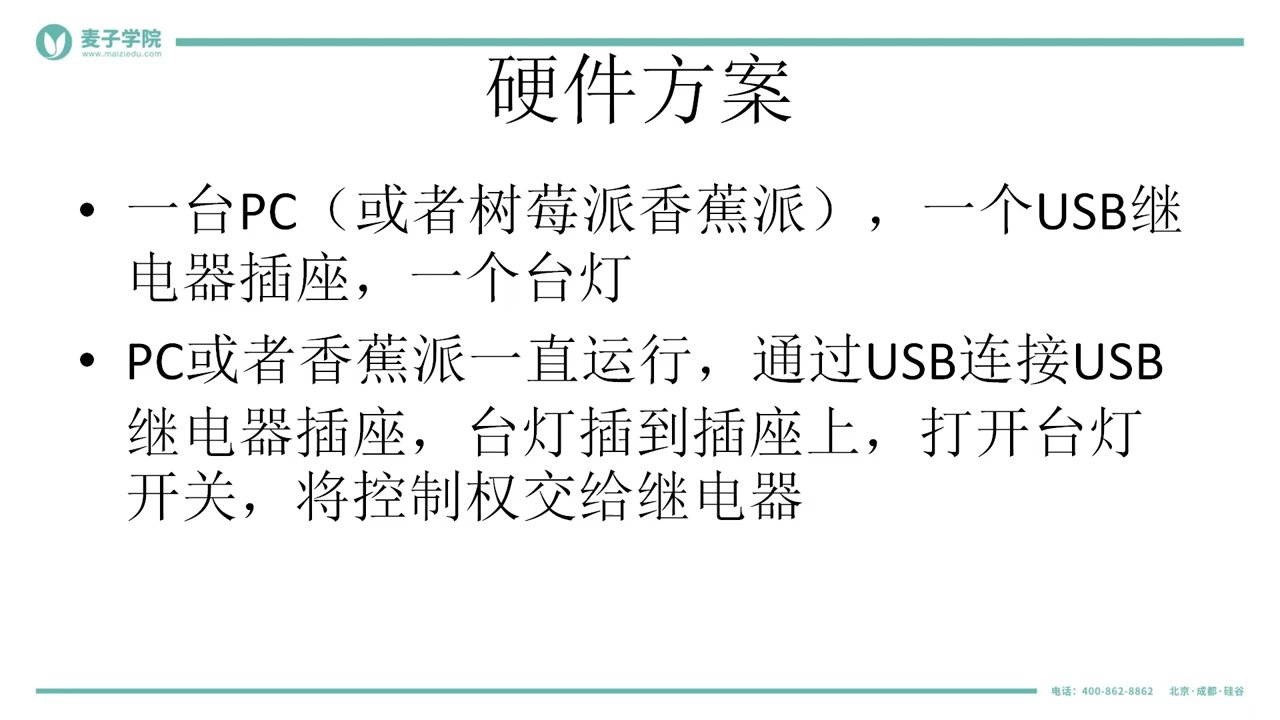 麦子学院
www.maiziedu.com
硬件方案
• 一台PC（或者树莓派香蕉派），一个USB继
电器插座，一个台灯
• PC或者香蕉派一直运行，通过USB连接USB
继电器插座，台灯插到插座上，打开台灯
开关，将控制权交给继电器
电话：400-862-8862 北京·成都·硅谷